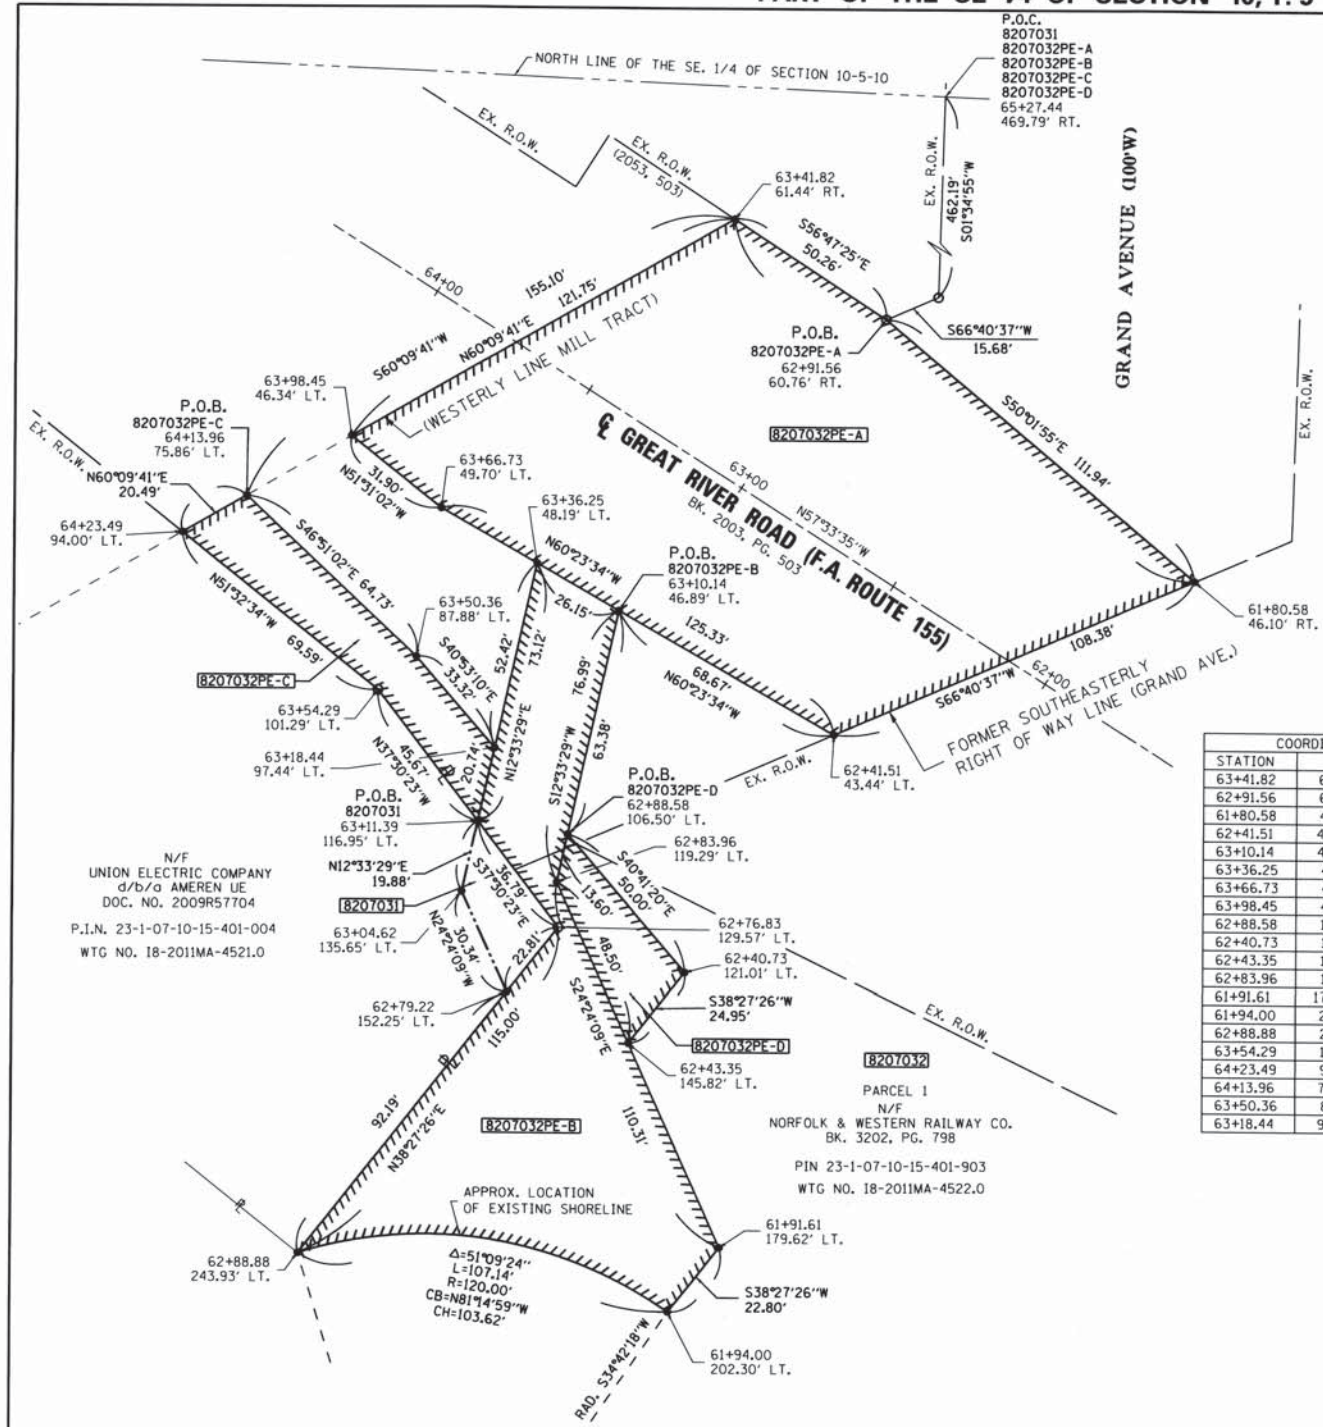 P.O.C.
8207031
8207032PE-A
8207032PE-B
8207032PE-C
8207032PE-D
65+27.44
469.79' RT.
NORTH LINE OF THE SE. 1/4 OF SECTION 10-5-10
EX. R.O.W.
EX. R.O.W.
(2053, 503)
EX. R.O.W.
462.19'
S01°34'55"W
GRAND AVENUE (100'W)
63+41.82
61.44' RT.
S56°47'25"E
50.26'
64+00
155.10'
121.75'
S60°09'41"W
N60°09'41"E
(WESTERLY LINE MILL TRACT)
P.O.B.
8207032PE-A
62+91.56
60.76' RT.
S66°40'37"W
15.68'
EX. R.O.W.
63+98.45
46.34' LT.
P.O.B.
8207032PE-C
64+13.96
75.86' LT.
EX. R.O.W.
N60°09'41"E
20.49'
64+23.49
94.00' LT.
8207032PE-A
S50°01'55"E 111.94'
℄ GREAT RIVER ROAD (F.A. ROUTE 155)
BK. 2003, PG. 503
63+00
N57°33'35"W
31.90'
N51°31'02"W
63+66.73
49.70' LT.
63+36.25
48.19' LT.
N60°23'34"W
26.15'
P.O.B.
8207032PE-B
63+10.14
46.89' LT.
S46°51'02"E 64.73'
N51°32'34"W
69.59'
63+50.36
87.88' LT.
S40°53'10"E
33.32'
52.42'
73.12'
N12°33'29"E
20.74'
76.99'
63.38'
S12°33'29"W
125.33'
68.67'
N60°23'34"W
61+80.58
46.10' RT.
108.38'
S66°40'37"W
62+00
FORMER SOUTHEASTERLY
RIGHT OF WAY LINE (GRAND AVE.)
EX. R.O.W.
62+41.51
43.44' LT.
8207032PE-C
63+54.29
101.29' LT.
63+18.44
97.44' LT.
45.67'
N37°30'23"W
P.O.B.
8207031
63+11.39
116.95' LT.
P.O.B.
8207032PE-D
62+88.58
106.50' LT.
62+83.96
119.29' LT.
N/F
UNION ELECTRIC COMPANY
d/b/a AMEREN UE
DOC. NO. 2009R57704
P.I.N. 23-1-07-10-15-401-004
WTG NO. I8-2011MA-4521.0
N12°33'29"E
19.88'
8207031
63+04.62
135.65' LT.
36.79'
S37°30'23"E
13.60'
S40°41'20"E
50.00'
N24°24'09"W
30.34'
22.81'
48.50'
S24°24'09"E
62+76.83
129.57' LT.
62+40.73
121.01' LT.
S38°27'26"W
24.95'
EX. R.O.W.
62+79.22
152.25' LT.
115.00'
8207032PE-D
62+43.35
145.82' LT.
8207032
PARCEL 1
N/F
NORFOLK & WESTERN RAILWAY CO.
BK. 3202, PG. 798
PIN 23-1-07-10-15-401-903
WTG NO. I8-2011MA-4522.0
92.19'
N38°27'26"E
8207032PE-B
110.31'
APPROX. LOCATION
OF EXISTING SHORELINE
Δ=51°09'24"
L=107.14'
R=120.00'
CB=N81°14'59"W
CH=103.62'
62+88.88
243.93' LT.
61+91.61
179.62' LT.
S38°27'26"W
22.80'
61+94.00
202.30' LT.
RAD. S34°42'18"W
COORDI
STATION
63+41.82 6
62+91.56 6
61+80.58 4
62+41.51 4
63+10.14 4
63+36.25 4
63+66.73 4
63+98.45 4
62+88.58 1
62+40.73 1
62+43.35 1
62+83.96 1
61+91.61 17
61+94.00 2
62+88.88 2
63+54.29 1
64+23.49 9
64+13.96 7
63+50.36 8
63+18.44 9